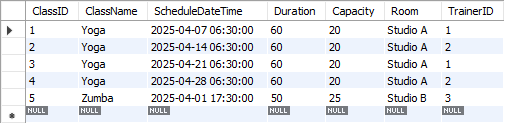 ClassID ClassName ScheduleDateTime Duration Capacity Room TrainerID
1 Yoga 2025-04-07 06:30:00 60 20 Studio A 1
2 Yoga 2025-04-14 06:30:00 60 20 Studio A 2
3 Yoga 2025-04-21 06:30:00 60 20 Studio A 1
4 Yoga 2025-04-28 06:30:00 60 20 Studio A 2
5 Zumba 2025-04-01 17:30:00 50 25 Studio B 3
NULL NULL NULL NULL NULL NULL NULL